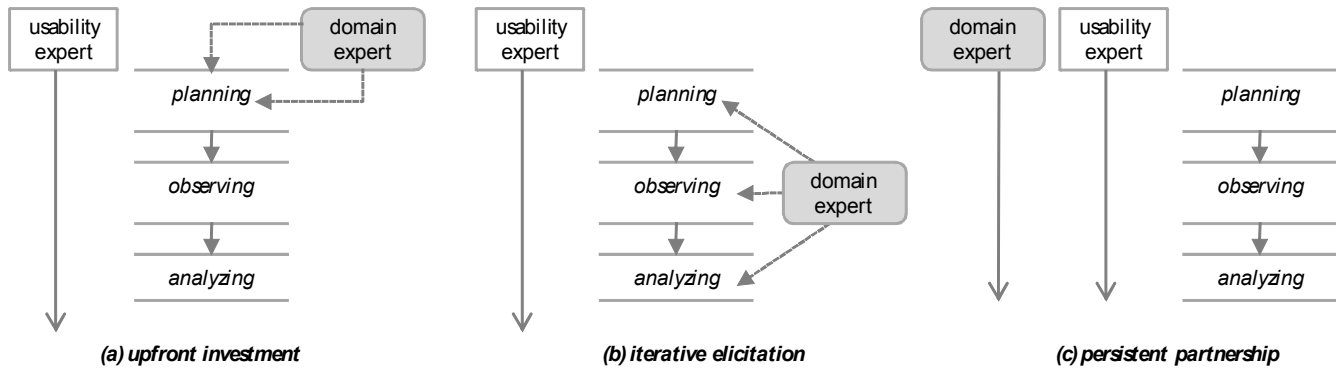 usability
expert
domain
expert
planning
observing
analyzing
(a) upfront investment
usability
expert
planning
observing
domain
expert
analyzing
(b) iterative elicitation
domain
expert
usability
expert
planning
observing
analyzing
(c) persistent partnership